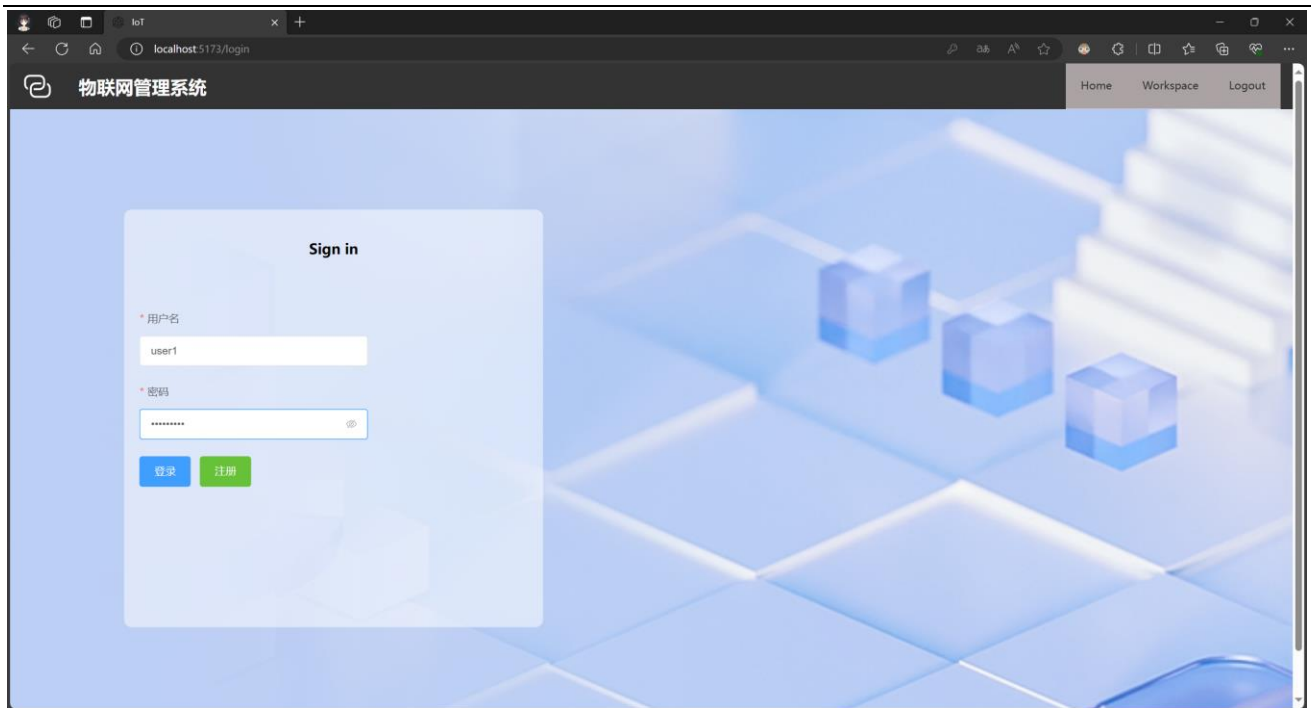 IoT
localhost:5173/login
物联网管理系统
Home Workspace Logout
Sign in
* 用户名
user1
* 密码
•••••••••
登录 注册